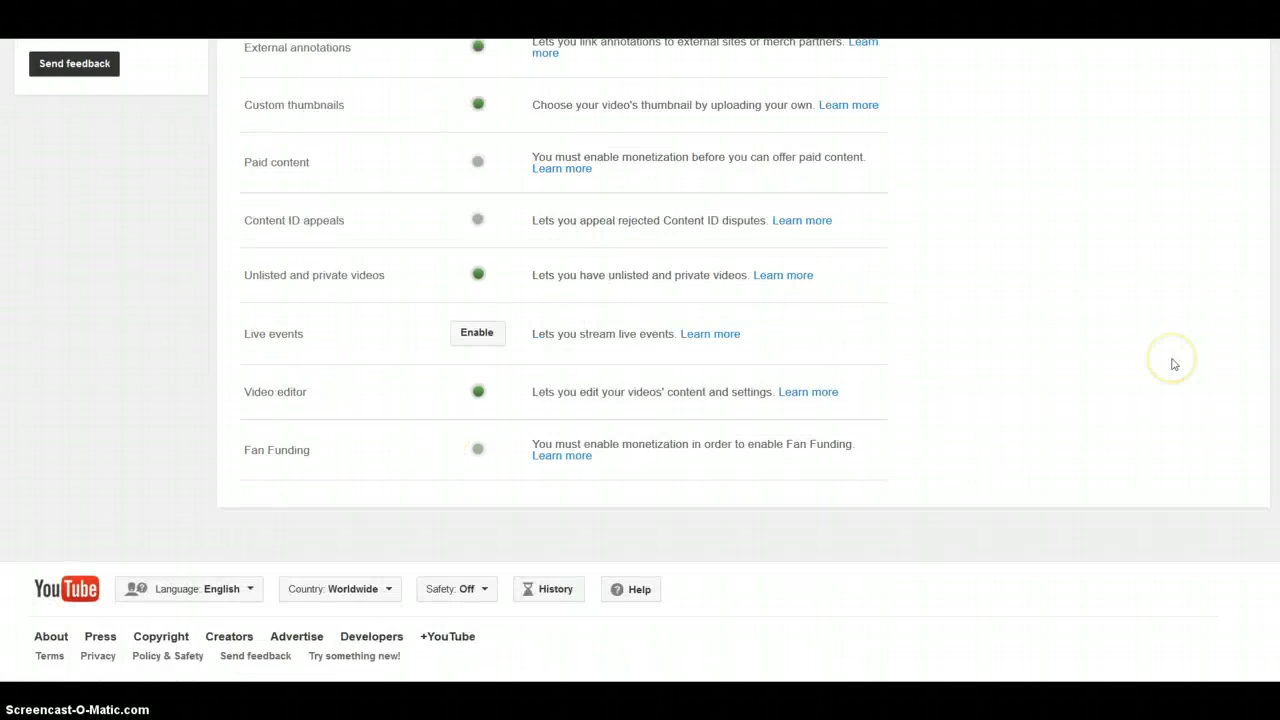 Send feedback
External annotations
Lets you link annotations to external sites or merch partners. Learn
more
Custom thumbnails
Choose your video's thumbnail by uploading your own. Learn more
Paid content
You must enable monetization before you can offer paid content.
Learn more
Content ID appeals
Lets you appeal rejected Content ID disputes. Learn more
Unlisted and private videos
Lets you have unlisted and private videos. Learn more
Live events
Enable
Lets you stream live events. Learn more
Video editor
Lets you edit your videos' content and settings. Learn more
Fan Funding
You must enable monetization in order to enable Fan Funding.
Learn more
YouTube
Language: English
Country: Worldwide
Safety: Off
History
Help
About Press Copyright Creators Advertise Developers +YouTube
Terms Privacy Policy & Safety Send feedback Try something new!
Screencast-O-Matic.com